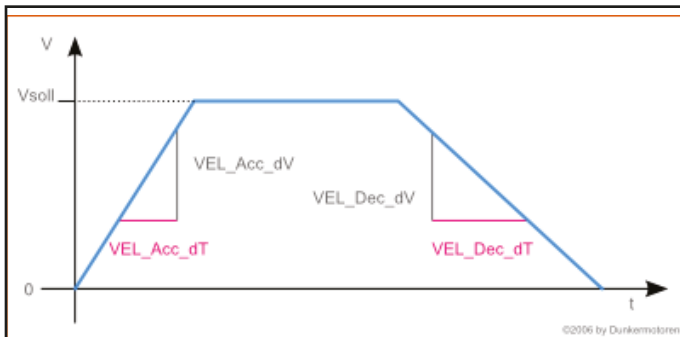 V
Vsoll
VEL_Acc_dV
VEL_Dec_dV
VEL_Acc_dT
VEL_Dec_dT
0
t
©2006 by Dunkermotoren